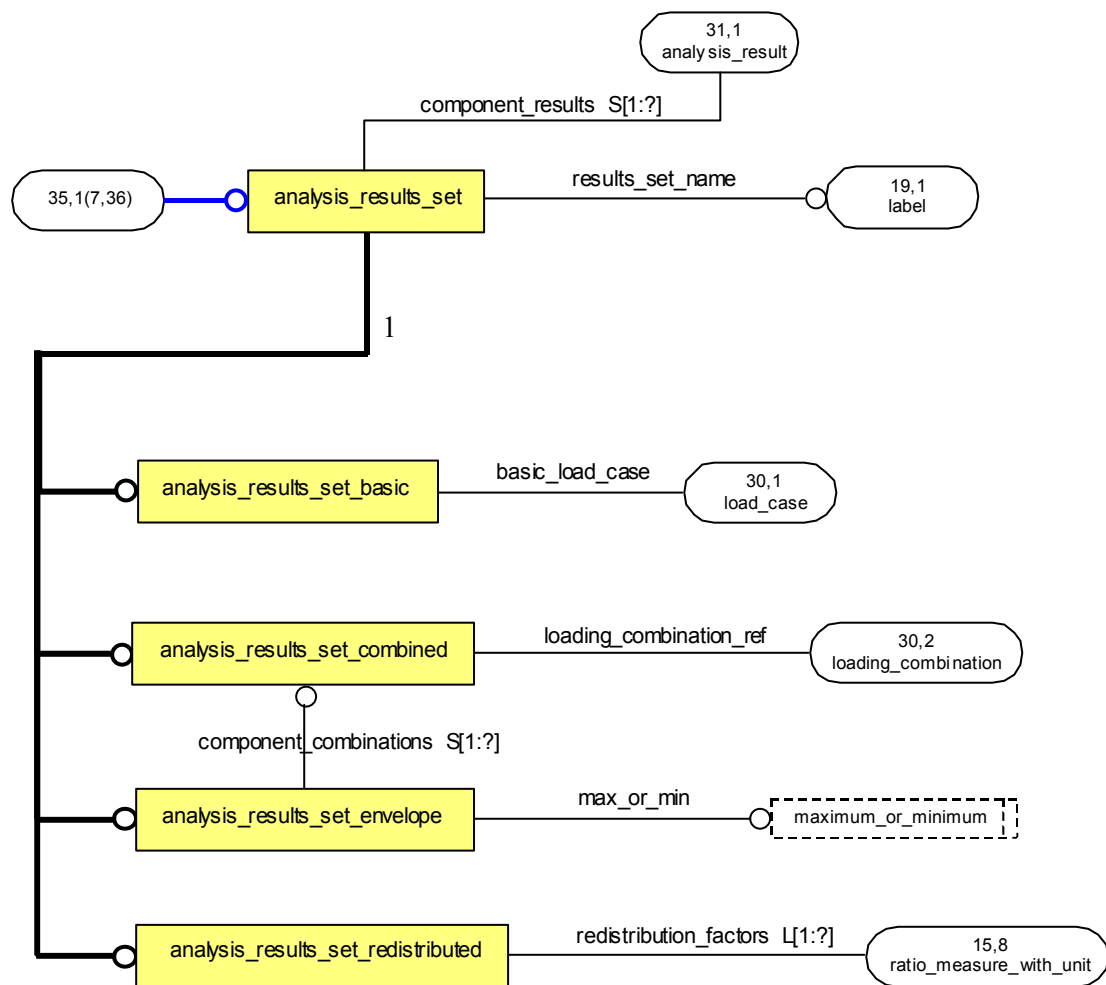 31,1
analysis_result
component_results S[1:?]
35,1(7,36)
analysis_results_set
results_set_name
19,1
label
1
analysis_results_set_basic
basic_load_case
30,1
load_case
analysis_results_set_combined
loading_combination_ref
30,2
loading_combination
component_combinations S[1:?]
analysis_results_set_envelope
max_or_min
maximum_or_minimum
analysis_results_set_redistributed
redistribution_factors L[1:?]
15,8
ratio_measure_with_unit